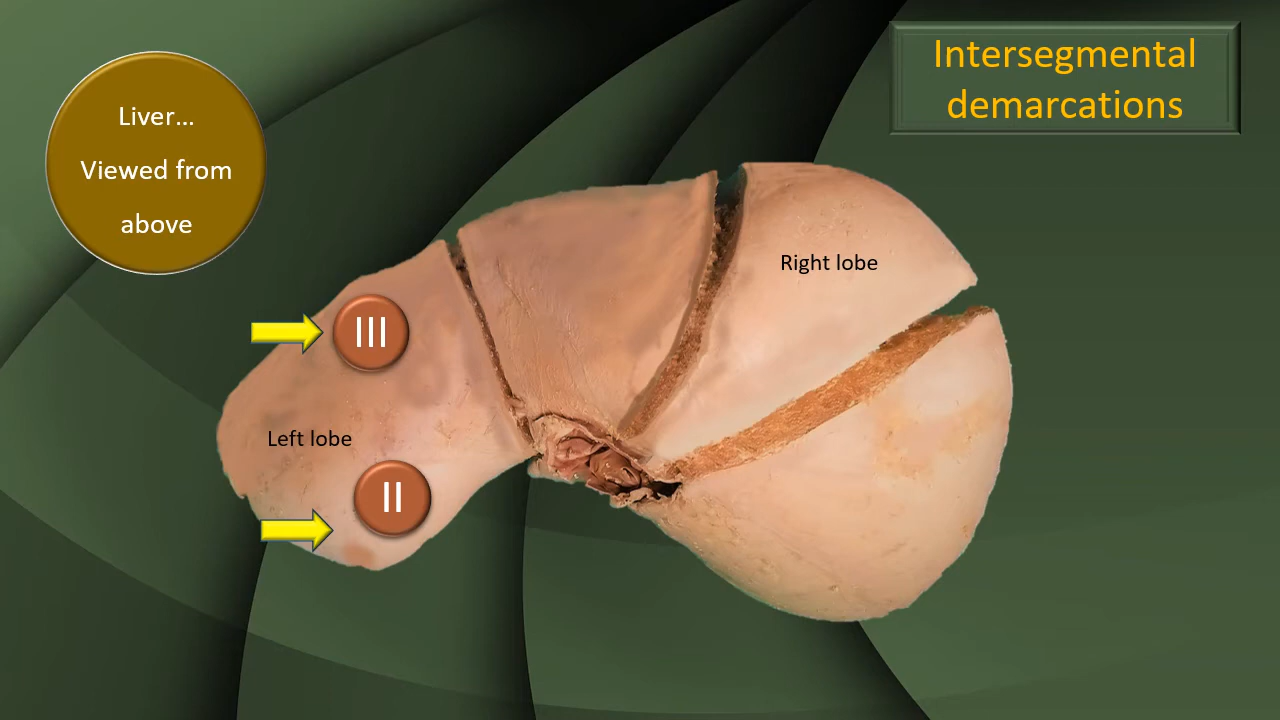 Liver...
Viewed from
above
Intersegmental
demarcations
Right lobe
III
Left lobe
II